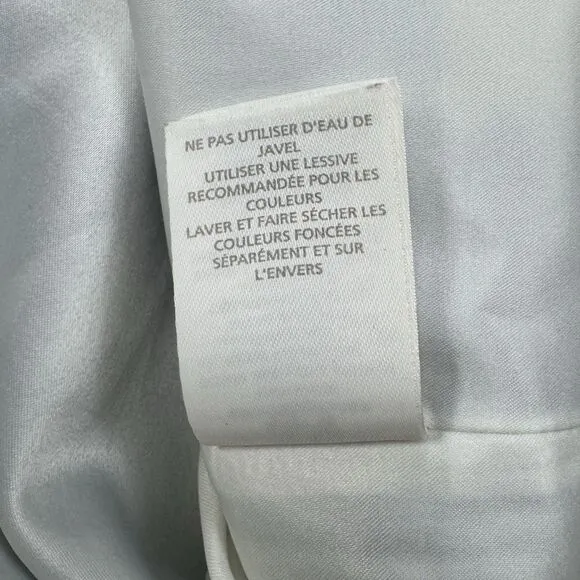 NE PAS UTILISER D'EAU DE
JAVEL
UTILISER UNE LESSIVE
RECOMMANDÉE POUR LES
COULEURS
LAVER ET FAIRE SÉCHER LES
COULEURS FONCÉES
SÉPARÉMENT ET SUR
L'ENVERS